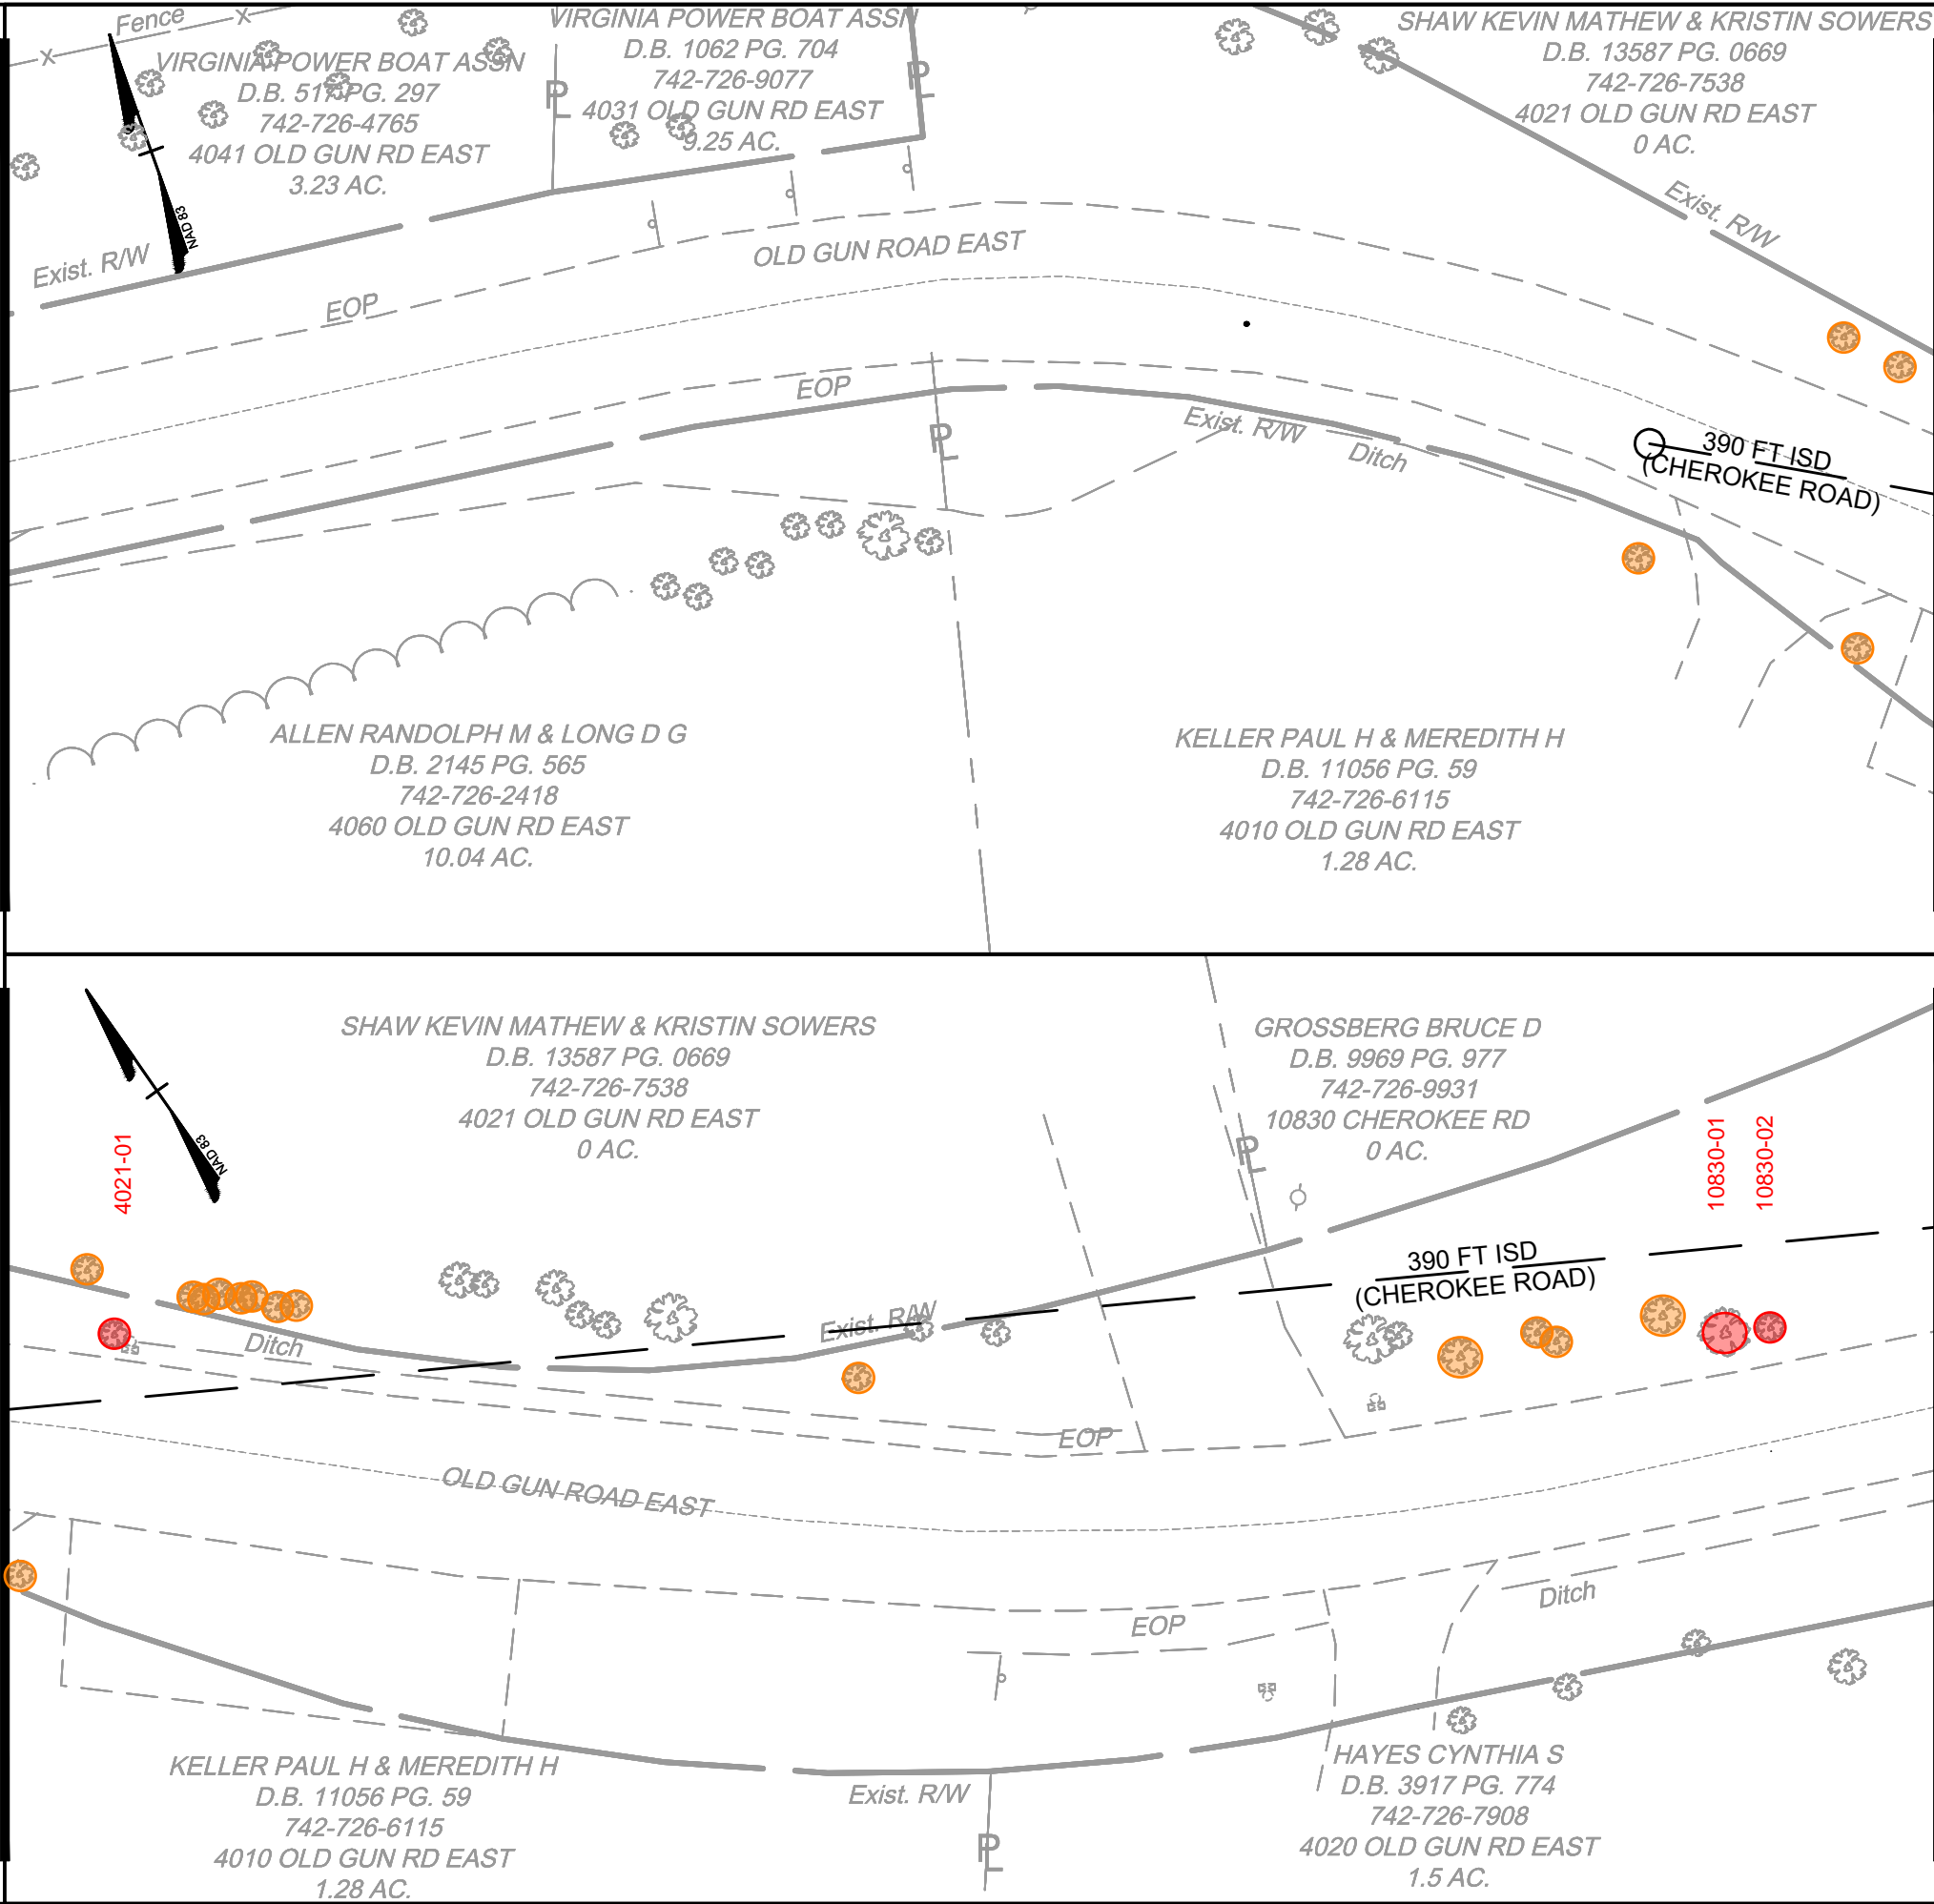 Fence
VIRGINIA POWER BOAT ASSN
D.B. 517 PG. 297
742-726-4765
4041 OLD GUN RD EAST
3.23 AC.
VIRGINIA POWER BOAT ASSN
D.B. 1062 PG. 704
742-726-9077
4031 OLD GUN RD EAST
9.25 AC.
SHAW KEVIN MATHEW & KRISTIN SOWERS
D.B. 13587 PG. 0669
742-726-7538
4021 OLD GUN RD EAST
0 AC.
PL
PL
NAD 83
Exist. R/W
Exist. R/W
OLD GUN ROAD EAST
EOP
EOP
PL
Exist. R/W
Ditch
390 FT ISD
(CHEROKEE ROAD)
ALLEN RANDOLPH M & LONG D G
D.B. 2145 PG. 565
742-726-2418
4060 OLD GUN RD EAST
10.04 AC.
KELLER PAUL H & MEREDITH H
D.B. 11056 PG. 59
742-726-6115
4010 OLD GUN RD EAST
1.28 AC.
SHAW KEVIN MATHEW & KRISTIN SOWERS
D.B. 13587 PG. 0669
742-726-7538
4021 OLD GUN RD EAST
0 AC.
GROSSBERG BRUCE D
D.B. 9969 PG. 977
742-726-9931
10830 CHEROKEE RD
0 AC.
NAD 83
4021-01
PL
10830-01
10830-02
390 FT ISD
(CHEROKEE ROAD)
Exist. R/W
Ditch
EOP
OLD GUN ROAD EAST
EOP
Ditch
KELLER PAUL H & MEREDITH H
D.B. 11056 PG. 59
742-726-6115
4010 OLD GUN RD EAST
1.28 AC.
Exist. R/W
PL
HAYES CYNTHIA S
D.B. 3917 PG. 774
742-726-7908
4020 OLD GUN RD EAST
1.5 AC.